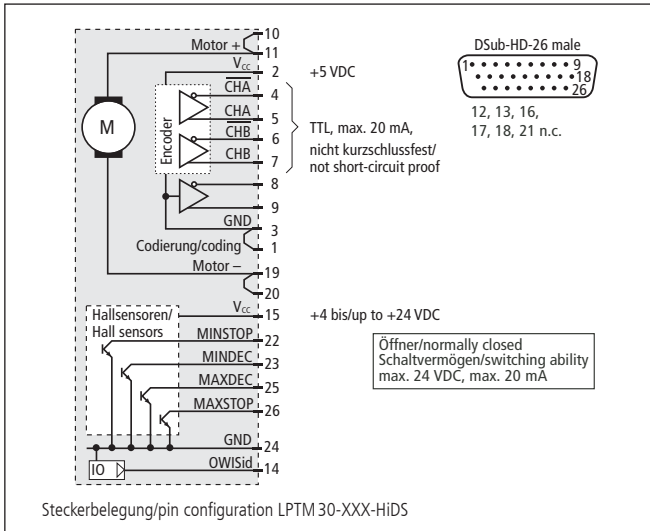 10
Motor + 11
DSub-HD-26 male
VCC 2 +5 VDC
1 9
18
26
CHA 4
CHA 5
CHB 6
CHB 7
TTL, max. 20 mA,
nicht kurzschlussfest/
not short-circuit proof
12, 13, 16,
17, 18, 21 n.c.
M
Encoder
8
9
GND 3
Codierung/coding 1
Motor – 19
20
Hallsensoren/
Hall sensors
VCC 15 +4 bis/up to +24 VDC
MINSTOP 22
MINDEC 23
MAXDEC 25
MAXSTOP 26
Öffner/normally closed
Schaltvermögen/switching ability
max. 24 VDC, max. 20 mA
GND 24
IO OWISid 14
Steckerbelegung/pin configuration LPTM 30-XXX-HiDS